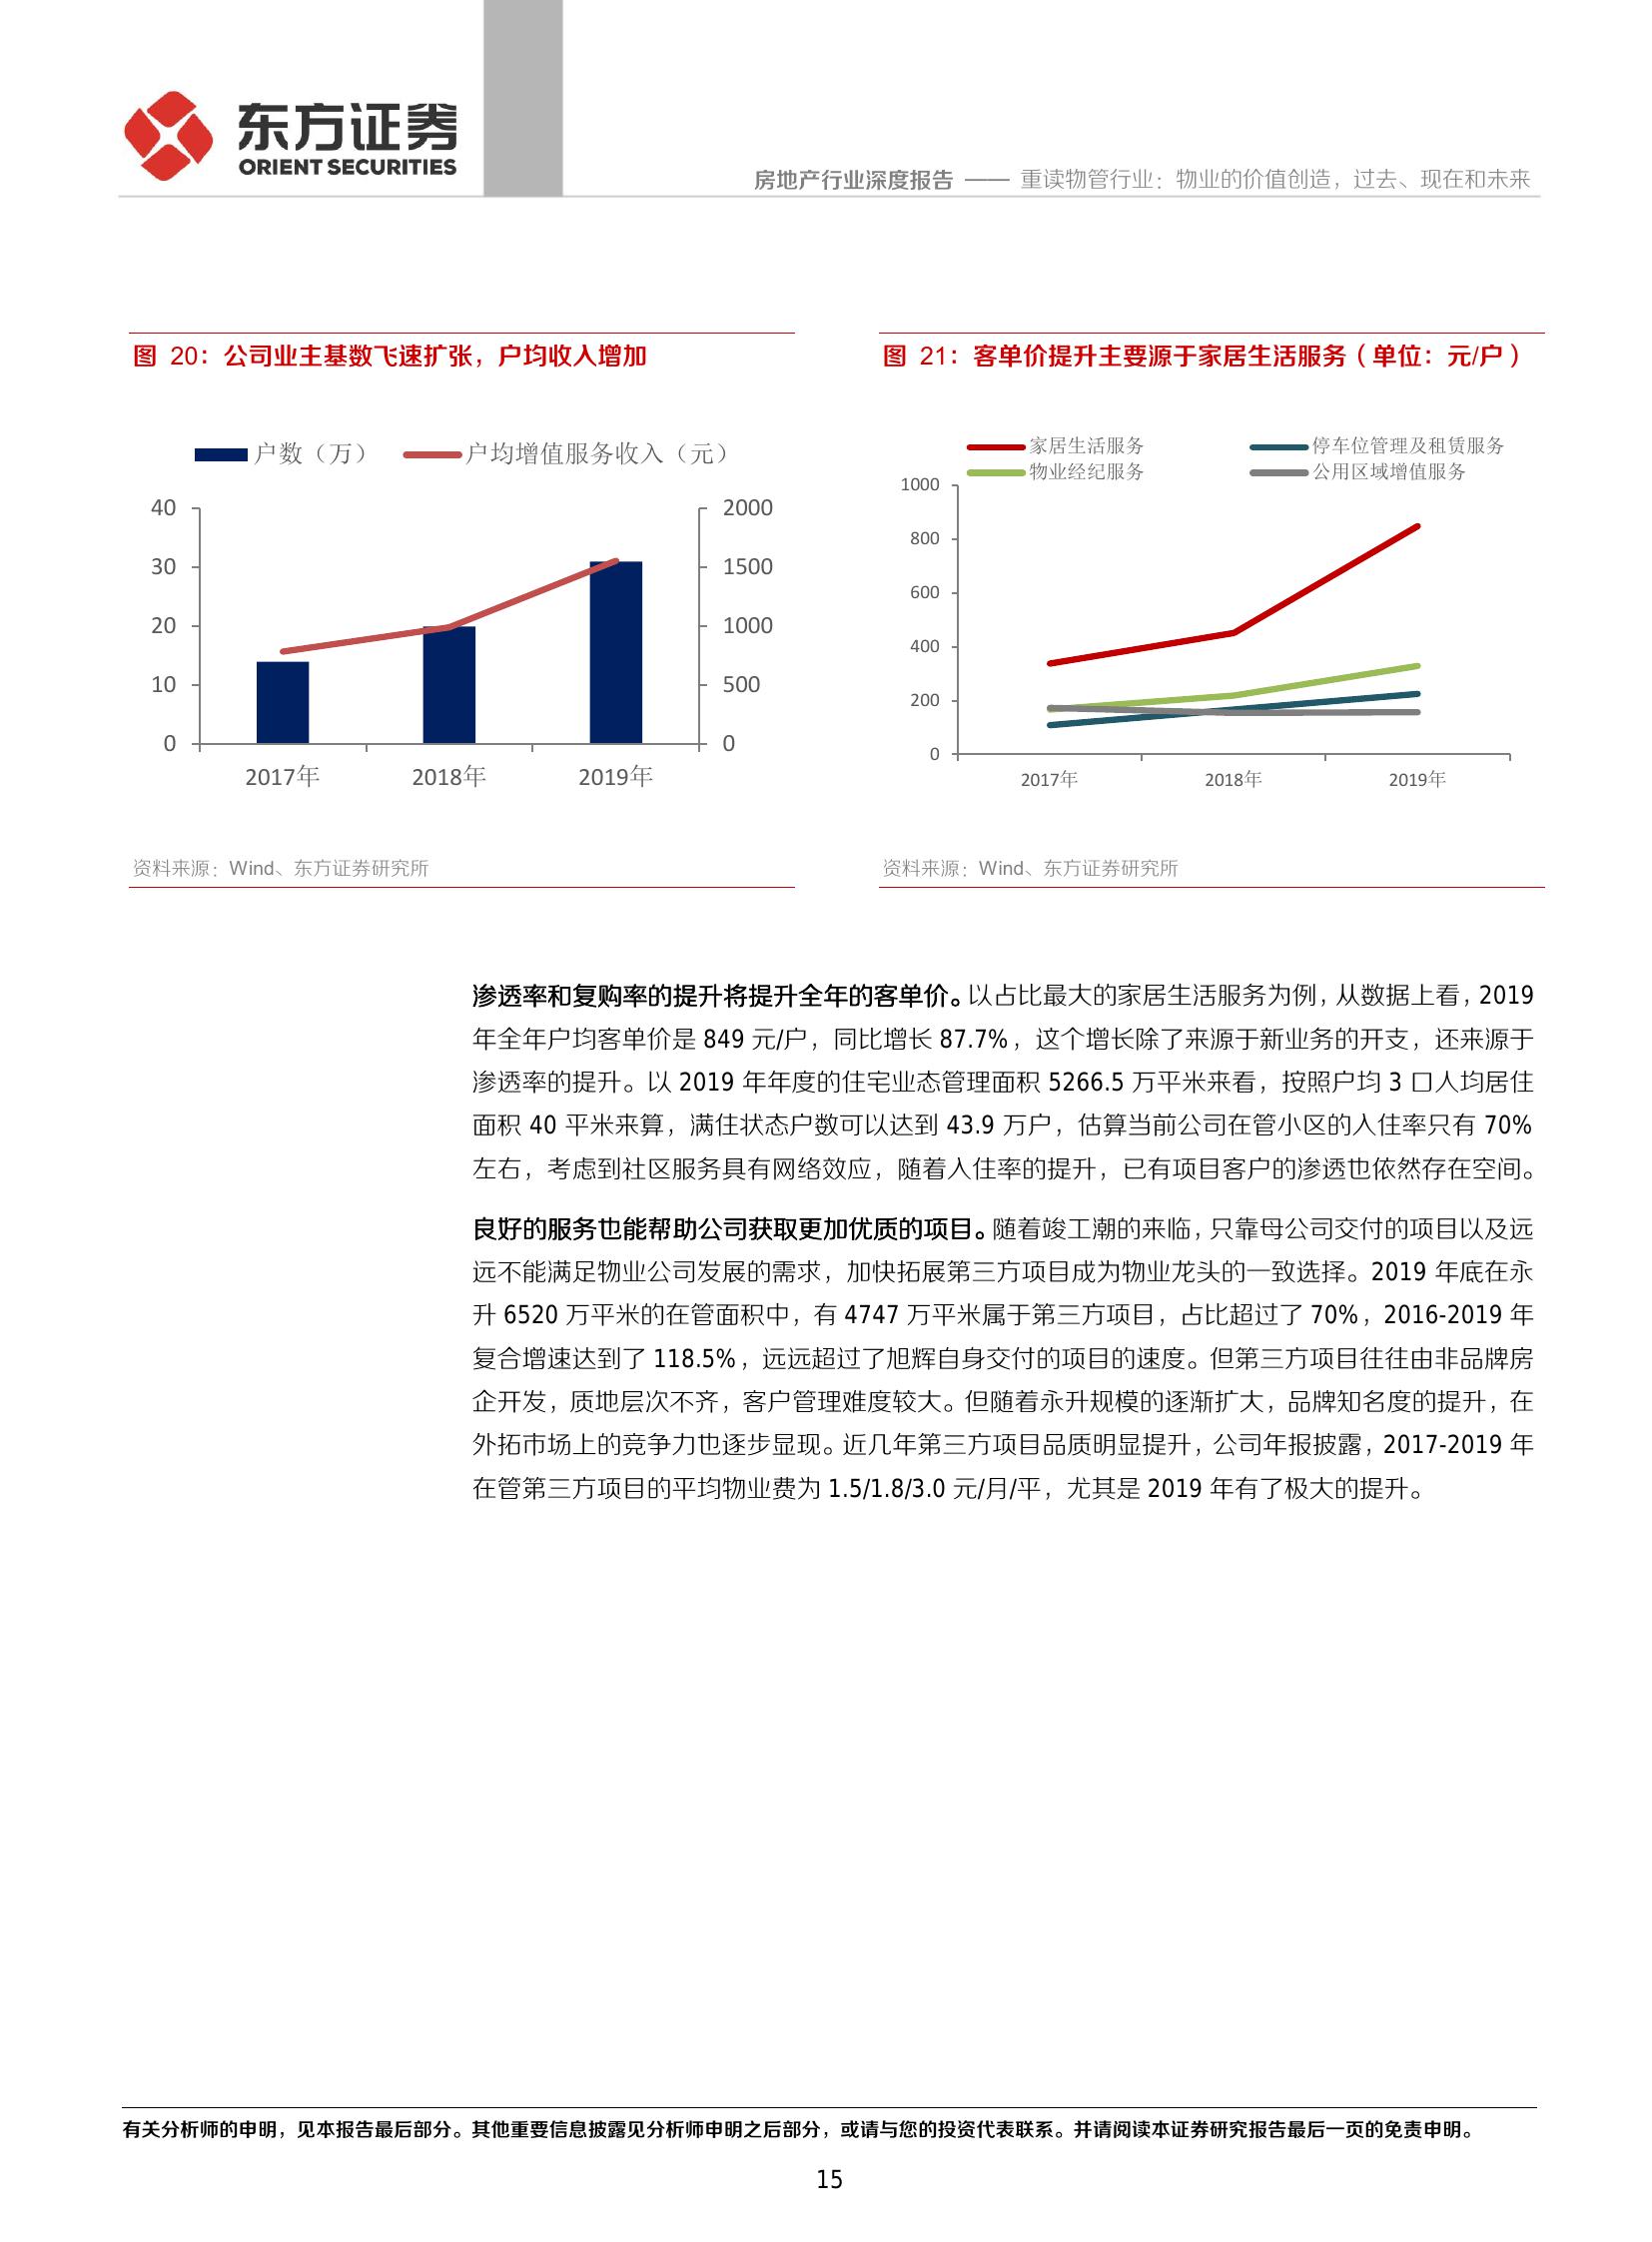 东方证券
ORIENT SECURITIES
房地产行业深度报告 —— 重读物管行业：物业的价值创造，过去、现在和未来
图 20：公司业主基数飞速扩张，户均收入增加
户数（万）
户均增值服务收入（元）
40
30
20
10
0
2000
1500
1000
500
0
2017年
2018年
2019年
资料来源：Wind、东方证券研究所
图 21：客单价提升主要源于家居生活服务（单位：元/户）
家居生活服务
停车位管理及租赁服务
物业经纪服务
公用区域增值服务
1000
800
600
400
200
0
2017年
2018年
2019年
资料来源：Wind、东方证券研究所
渗透率和复购率的提升将提升全年的客单价。以占比最大的家居生活服务为例，从数据上看，2019
年全年户均客单价是 849 元/户，同比增长 87.7%，这个增长除了来源于新业务的开支，还来源于
渗透率的提升。以 2019 年年度的住宅业态管理面积 5266.5 万平米来看，按照户均 3 口人均居住
面积 40 平米来算，满住状态户数可以达到 43.9 万户，估算当前公司在管小区的入住率只有 70%
左右，考虑到社区服务具有网络效应，随着入住率的提升，已有项目客户的渗透也依然存在空间。
良好的服务也能帮助公司获取更加优质的项目。随着竣工潮的来临，只靠母公司交付的项目以及远
远不能满足物业公司发展的需求，加快拓展第三方项目成为物业龙头的一致选择。2019 年底在永
升 6520 万平米的在管面积中，有 4747 万平米属于第三方项目，占比超过了 70%，2016-2019 年
复合增速达到了 118.5%，远远超过了旭辉自身交付的项目的速度。但第三方项目往往由非品牌房
企开发，质地层次不齐，客户管理难度较大。但随着永升规模的逐渐扩大，品牌知名度的提升，在
外拓市场上的竞争力也逐步显现。近几年第三方项目品质明显提升，公司年报披露，2017-2019 年
在管第三方项目的平均物业费为 1.5/1.8/3.0 元/月/平，尤其是 2019 年有了极大的提升。
有关分析师的申明，见本报告最后部分。其他重要信息披露见分析师申明之后部分，或请与您的投资代表联系。并请阅读本证券研究报告最后一页的免责申明。
15